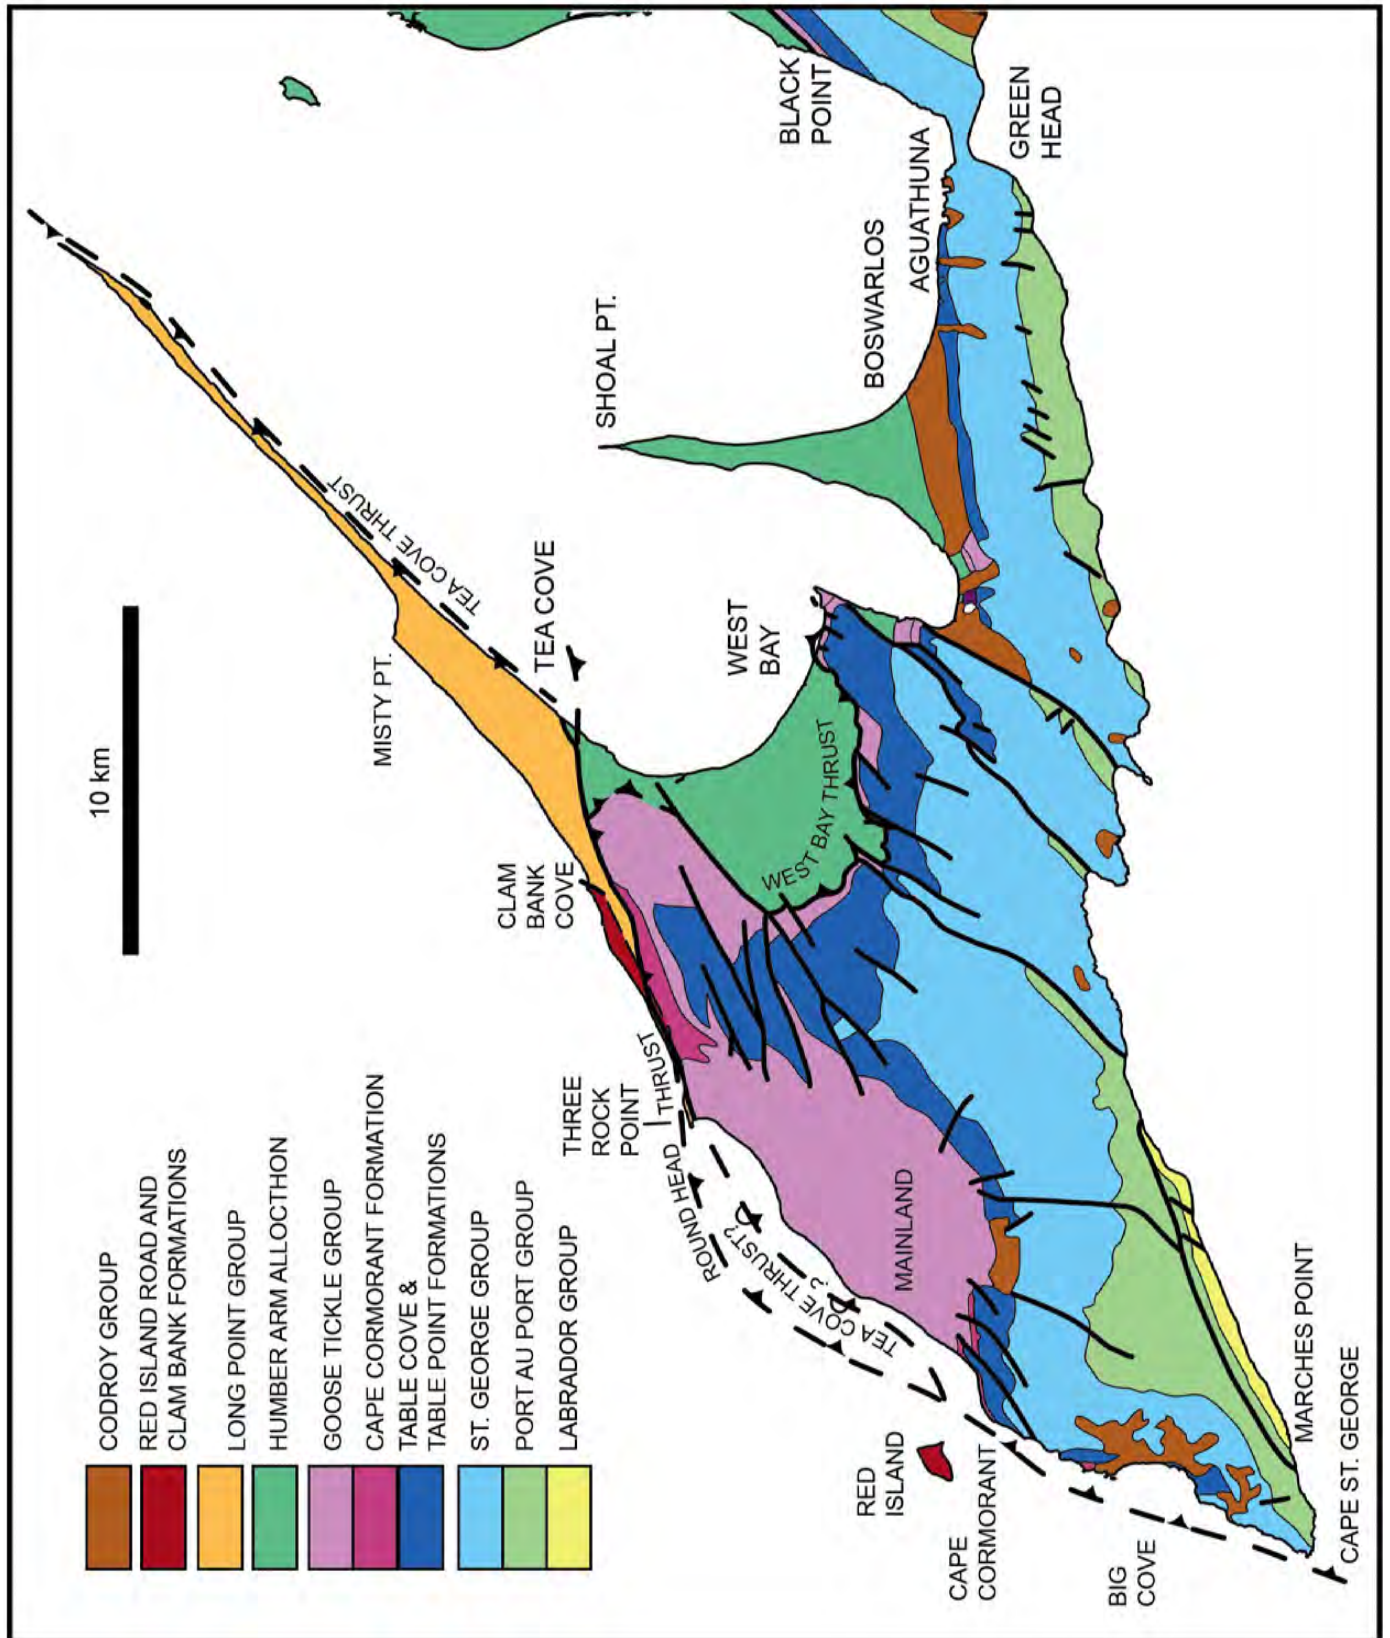 CODROY GROUP
RED ISLAND ROAD AND
CLAM BANK FORMATIONS
LONG POINT GROUP
HUMBER ARM ALLOCTHON
GOOSE TICKLE GROUP
CAPE CORMORANT FORMATION
TABLE COVE &
TABLE POINT FORMATIONS
ST. GEORGE GROUP
PORT AU PORT GROUP
LABRADOR GROUP
10 km
MISTY PT.
TEA COVE THRUST
TEA COVE
CLAM
BANK
COVE
WEST
BAY
WEST BAY THRUST
SHOAL PT.
BOSWARLOS
AGUATHUNA
BLACK
POINT
GREEN
HEAD
THREE
ROCK
POINT
ROUND HEAD
THRUST
TEA COVE THRUST?
?
MAINLAND
RED
ISLAND
CAPE
CORMORANT
BIG
COVE
MARCHES POINT
CAPE ST. GEORGE